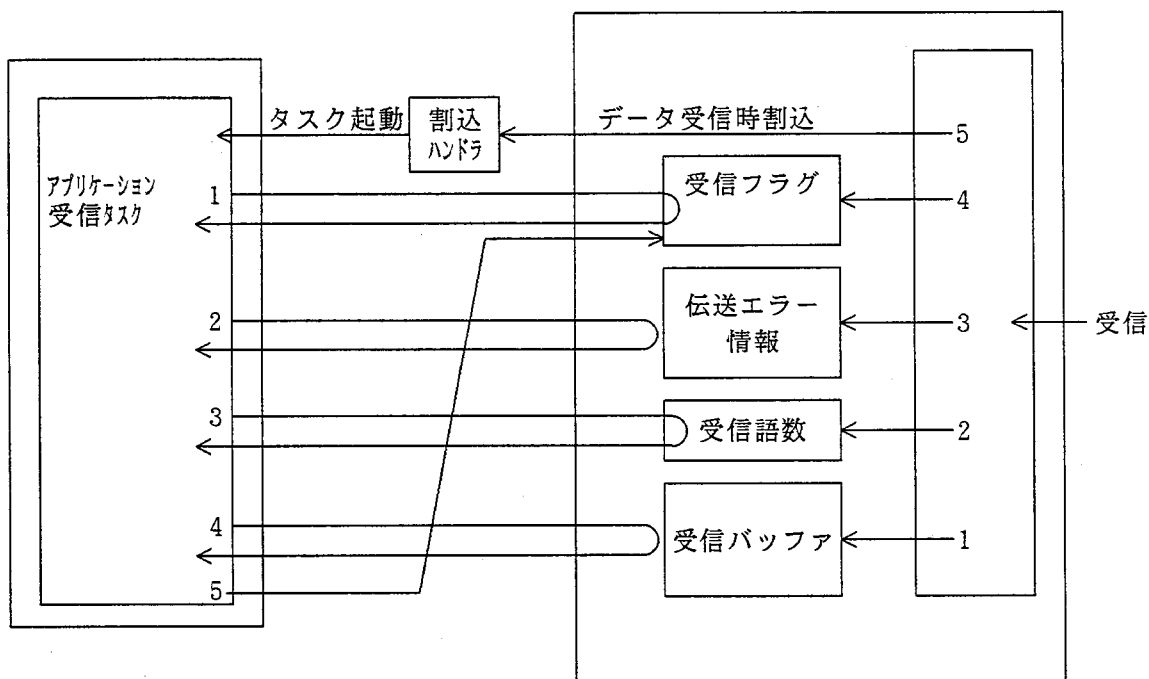 タスク起動
割込
ハンドラ
データ受信時割込
5
アプリケーション
受信タスク
1
受信フラグ
4
2
伝送エラー
情報
3
受信
3
受信語数
2
4
受信バッファ
1
5